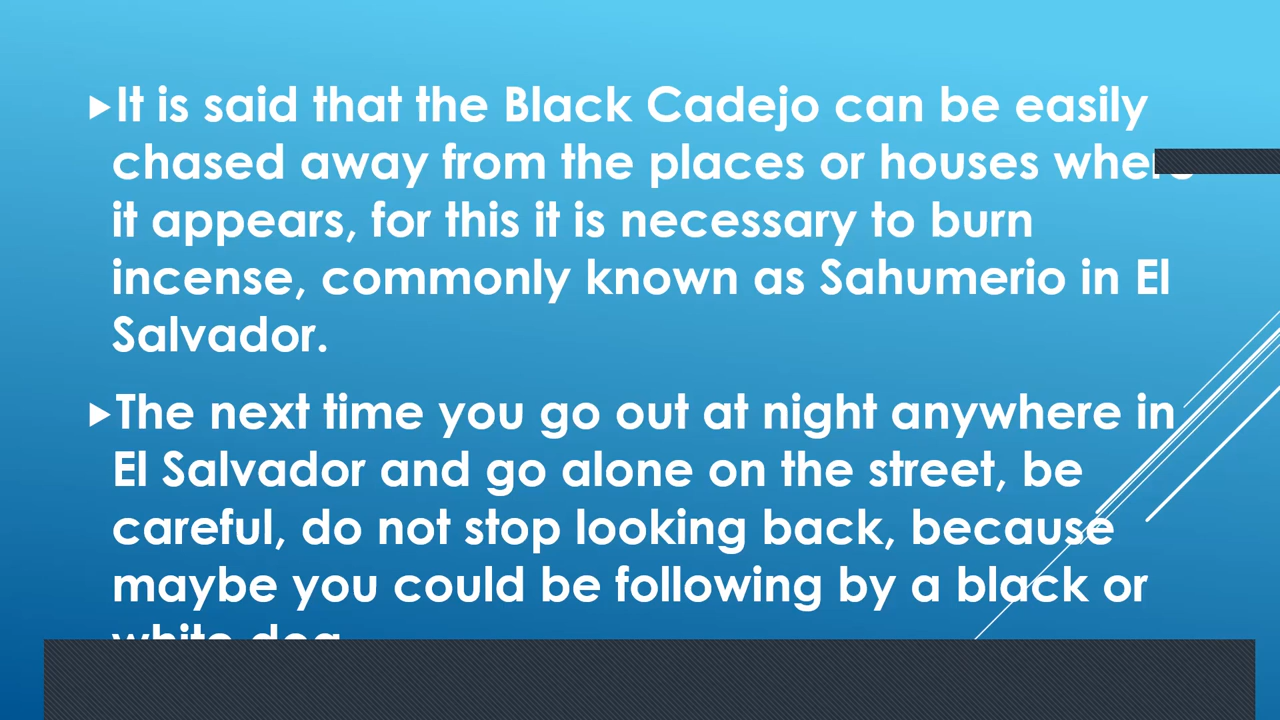 It is said that the Black Cadejo can be easily
chased away from the places or houses where
it appears, for this it is necessary to burn
incense, commonly known as Sahumerio in El
Salvador.
The next time you go out at night anywhere in
El Salvador and go alone on the street, be
careful, do not stop looking back, because
maybe you could be following by a black or
white dog